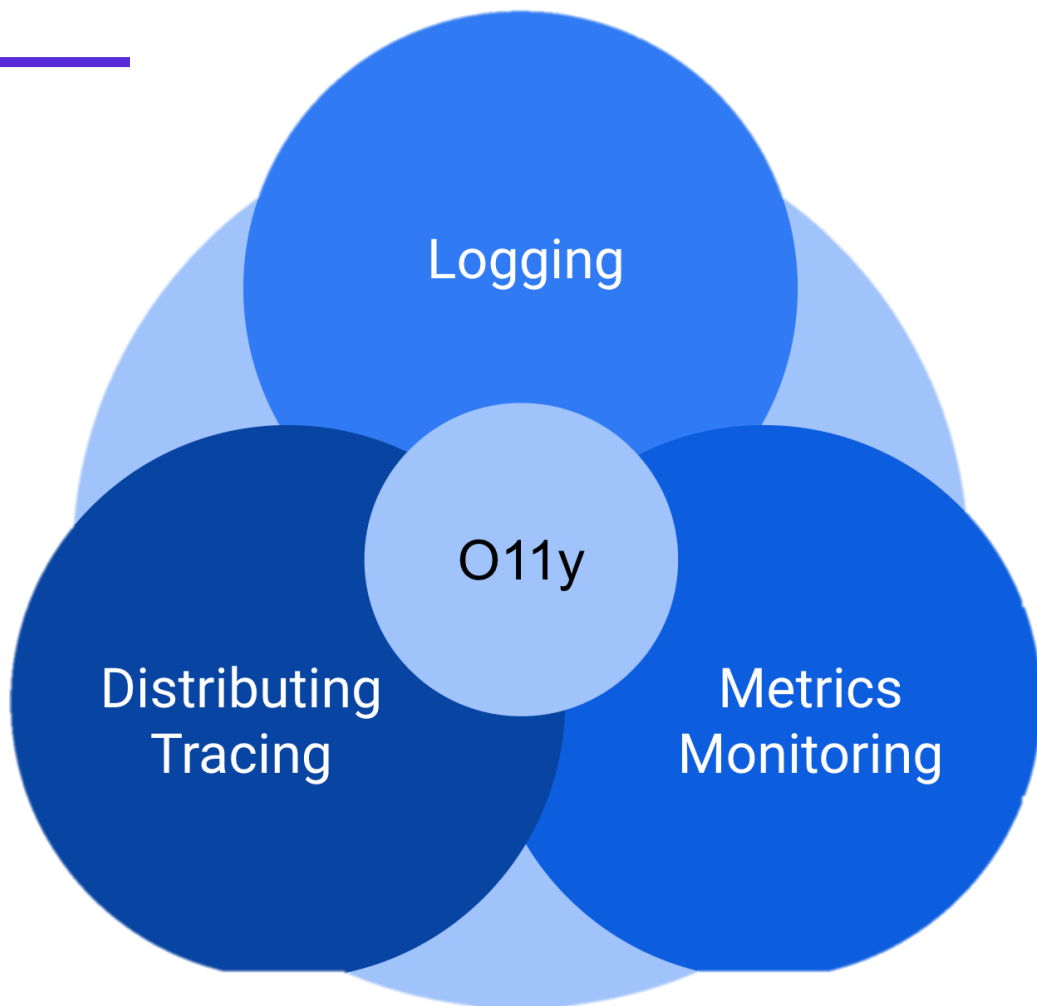 Logging
O11y
Distributing
Tracing
Metrics
Monitoring